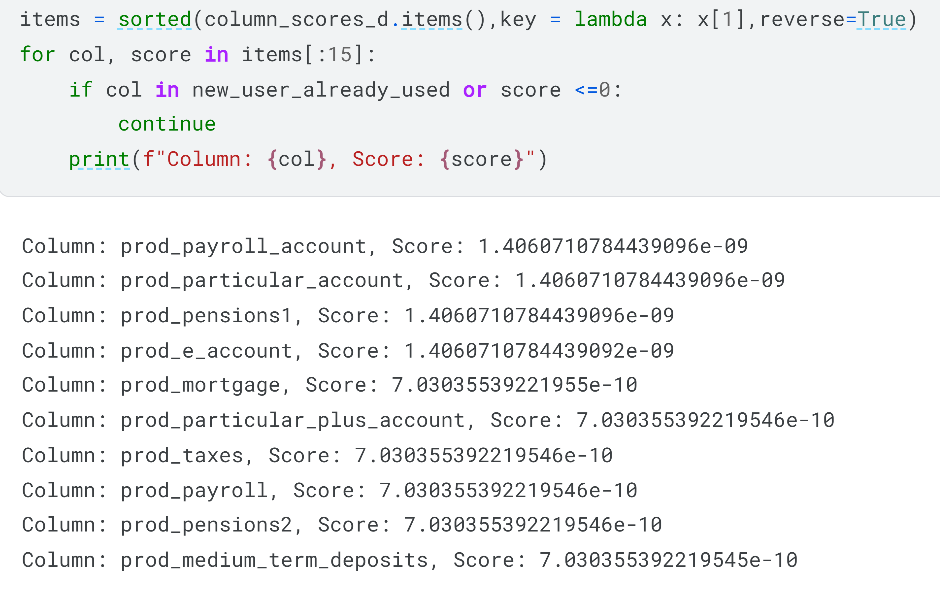 items = sorted(column_scores_d.items(),key = lambda x: x[1],reverse=True)
for col, score in items[:15]:
    if col in new_user_already_used or score <=0:
        continue
    print(f"Column: {col}, Score: {score}")
Column: prod_payroll_account, Score: 1.4060710784439096e-09
Column: prod_particular_account, Score: 1.4060710784439096e-09
Column: prod_pensions1, Score: 1.4060710784439096e-09
Column: prod_e_account, Score: 1.4060710784439092e-09
Column: prod_mortgage, Score: 7.03035539221955e-10
Column: prod_particular_plus_account, Score: 7.030355392219546e-10
Column: prod_taxes, Score: 7.030355392219546e-10
Column: prod_payroll, Score: 7.030355392219546e-10
Column: prod_pensions2, Score: 7.030355392219546e-10
Column: prod_medium_term_deposits, Score: 7.030355392219545e-10